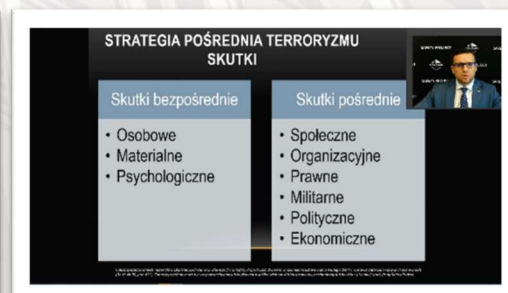 STRATEGIA POŚREDNIA TERRORYZMU
SKUTKI
Skutki bezpośrednie
• Osobowe
• Materialne
• Psychologiczne
Skutki pośrednie
• Społeczne
• Organizacyjne
• Prawne
• Militarne
• Polityczne
• Ekonomiczne